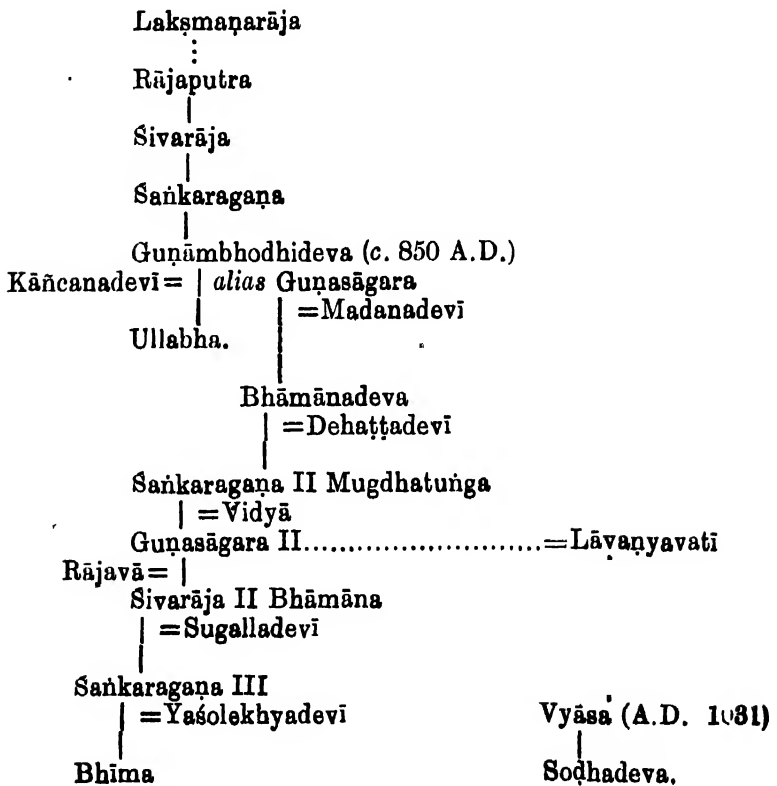 Lakṣmaṇarāja
Rājaputra
Śivarāja
Śaṅkaragaṇa
Guṇāmbhodhideva (c. 850 A.D.)
Kāñcanadevī= alias Guṇasāgara
=Madanadevī
Ullabha.
Bhāmānadeva
=Dehaṭṭadevī
Śaṅkaragaṇa II Mugdhatuṅga
=Vidyā
Guṇasāgara II...........................=Lāvaṇyavatī
Rājavā=
Śivarāja II Bhāmāna
=Sugalladevī
Śaṅkaragaṇa III
=Yaśolekhyadevī Vyāsa (A.D. 1031)
Bhīma Soḍhadeva.